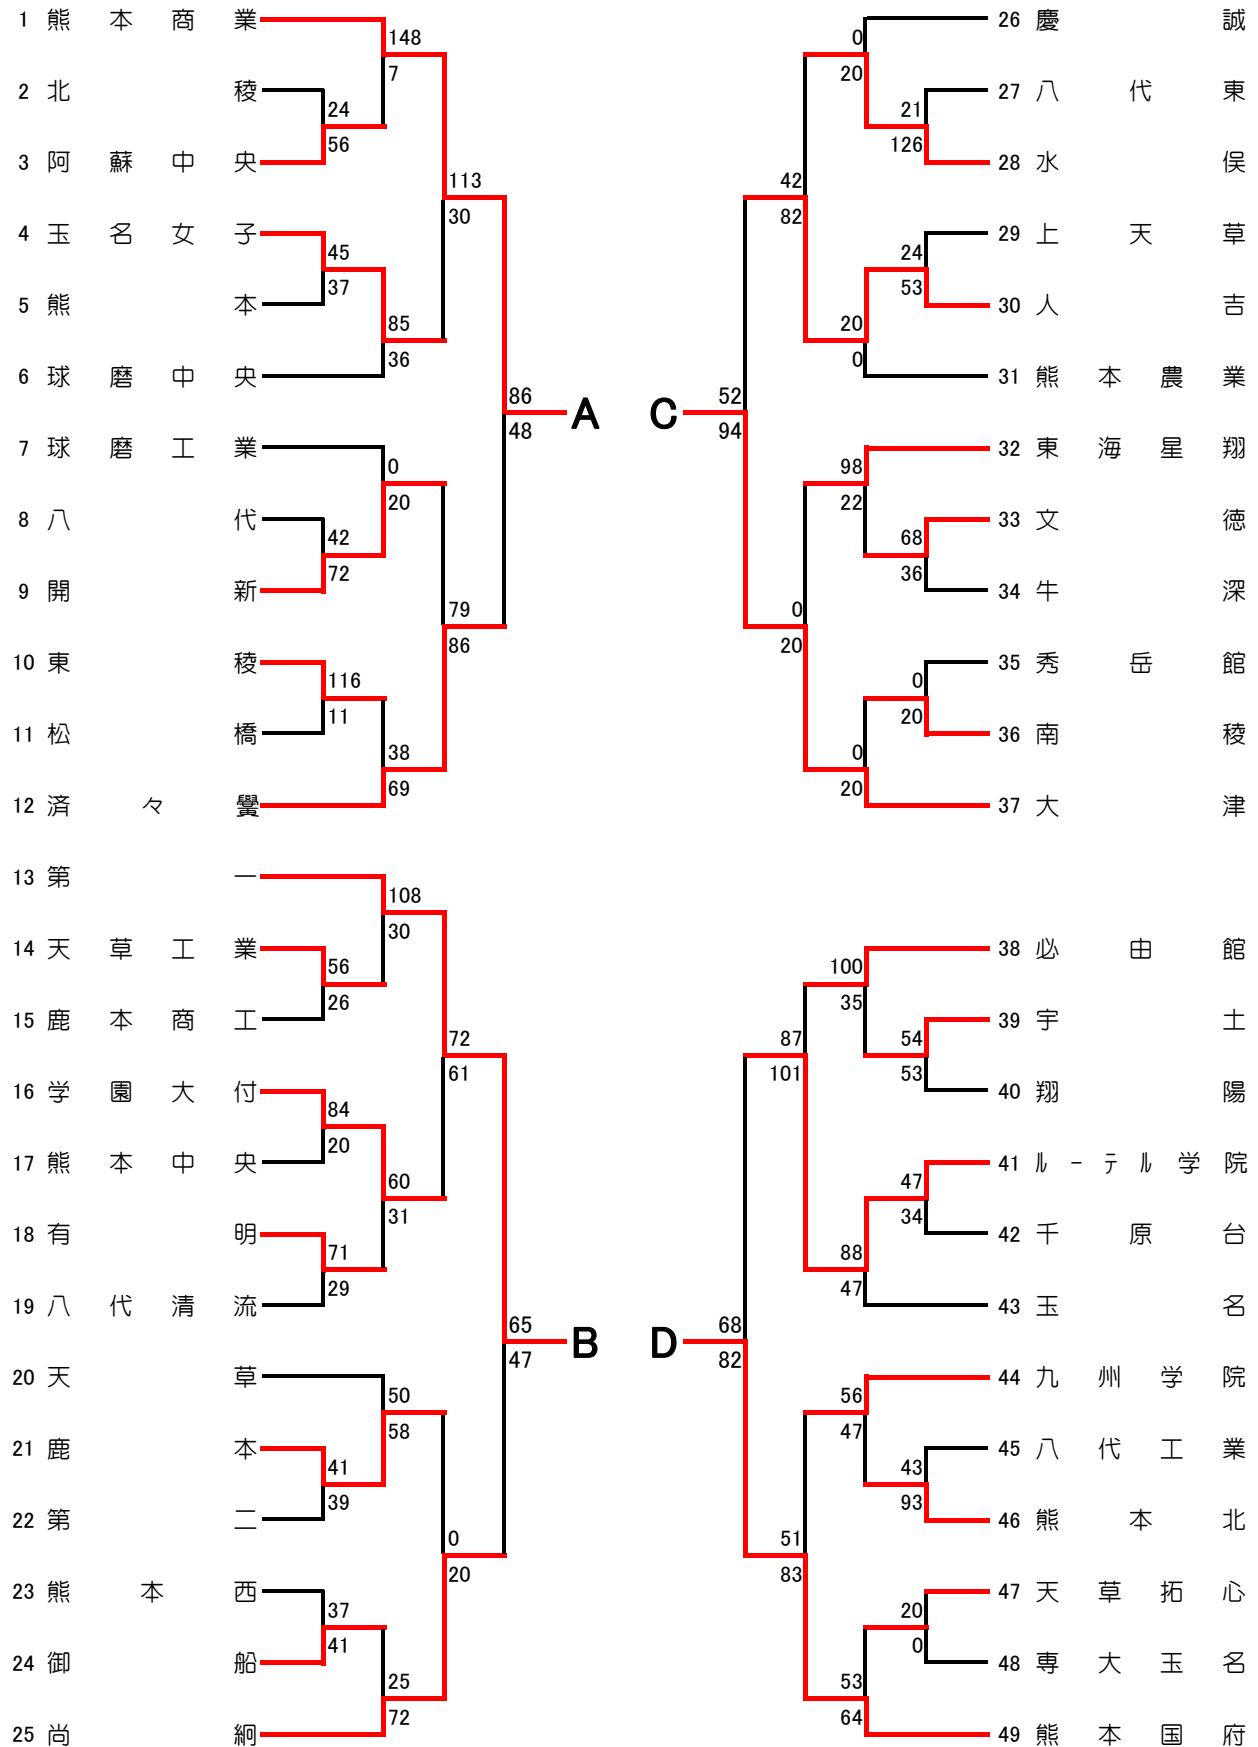 1 熊本商業
148
7
2 北稜
24
56
3 阿蘇中央
113
30
4 玉名女子
45
37
5 熊本
85
36
6 球磨中央
86
A
48
7 球磨工業
0
20
8 八代
42
72
9 開新
79
86
10 東稜
116
11
11 松橋
38
69
12 済々黌
13 第一
108
30
14 天草工業
56
26
15 鹿本商工
72
61
16 学園大付
84
20
17 熊本中央
60
31
18 有明
71
29
19 八代清流
65
B
47
20 天草
50
58
21 鹿本
41
39
22 第二
0
20
23 熊本西
37
41
24 御船
25
72
25 尚絅
26 慶誠
0
20
27 八代東
21
126
28 水俣
42
82
29 上天草
24
53
30 人吉
20
0
31 熊本農業
52
C
94
32 東海星翔
98
22
33 文徳
68
36
34 牛深
0
20
35 秀岳館
0
20
36 南稜
0
20
37 大津
38 必由館
100
35
39 宇土
54
53
40 翔陽
87
101
41 ルーテル学院
47
34
42 千原台
88
47
43 玉名
68
D
82
44 九州学院
56
47
45 八代工業
43
93
46 熊本北
51
83
47 天草拓心
20
0
48 専大玉名
53
64
49 熊本国府